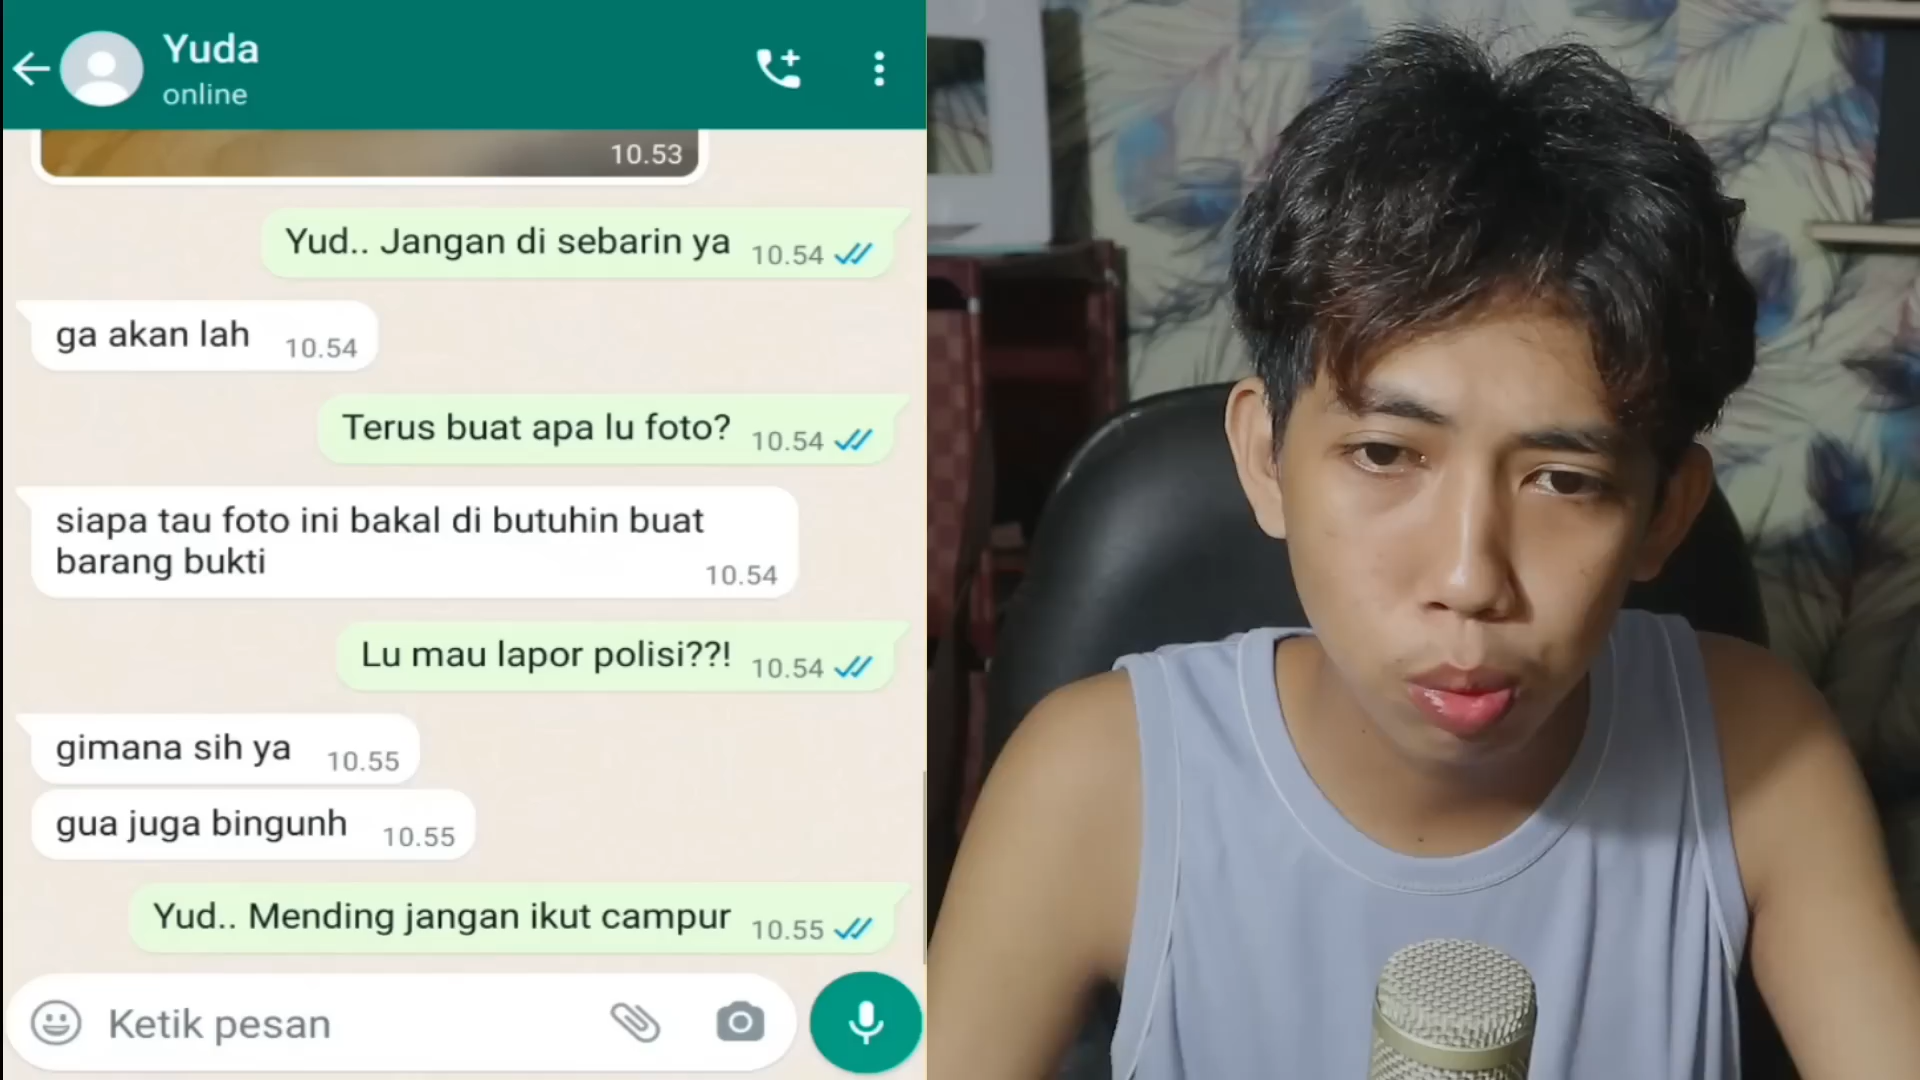 Yuda
online
10.53
Yud.. Jangan di sebarin ya 10.54
ga akan lah 10.54
Terus buat apa lu foto? 10.54
siapa tau foto ini bakal di butuhin buat
barang bukti 10.54
Lu mau lapor polisi??! 10.54
gimana sih ya 10.55
gua juga bingunh 10.55
Yud.. Mending jangan ikut campur 10.55
Ketik pesan